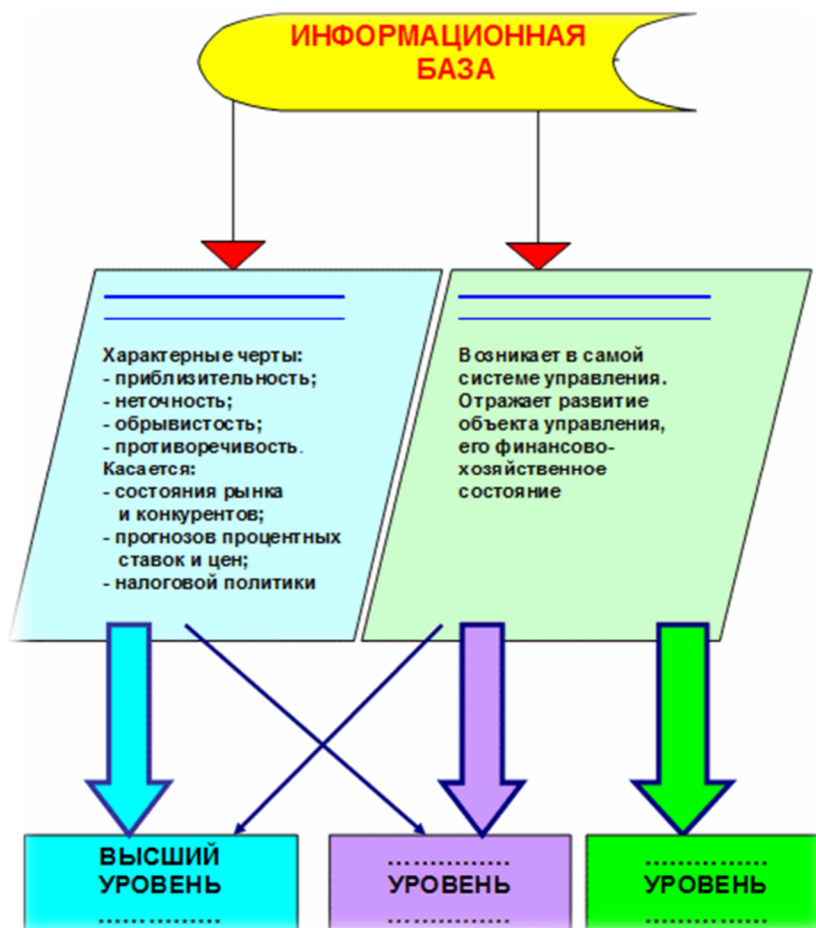 ИНФОРМАЦИОННАЯ
БАЗА
Характерные черты:
- приблизительность;
- неточность;
- обрывистость;
- противоречивость.
Касается:
- состояния рынка
и конкурентов;
- прогнозов процентных
ставок и цен;
- налоговой политики
Возникает в самой
системе управления.
Отражает развитие
объекта управления,
его финансово-
хозяйственное
состояние
ВЫСШИЙ
УРОВЕНЬ
...............
...............
УРОВЕНЬ
...............
...............
УРОВЕНЬ
...............